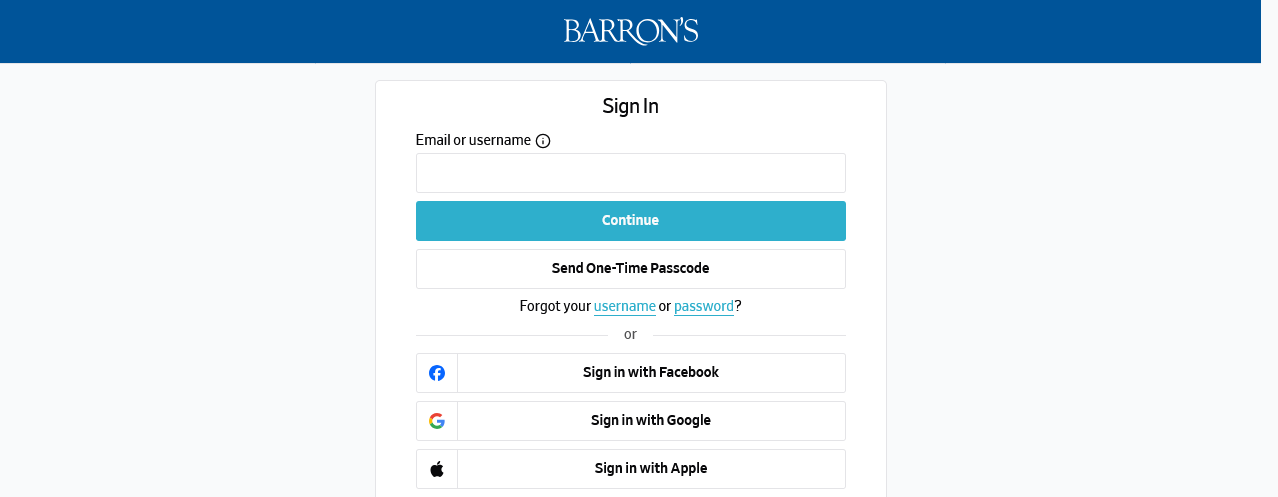 BARRON'S
Sign In
Email or username
Continue
Send One-Time Passcode
Forgot your username or password?
or
Sign in with Facebook
Sign in with Google
Sign in with Apple